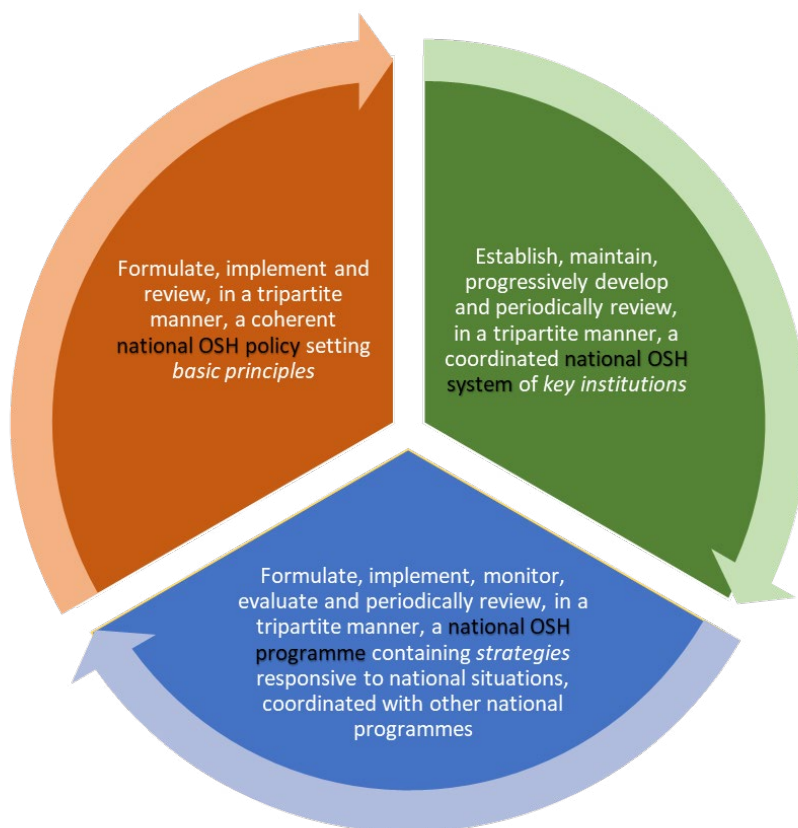 Formulate, implement and
review, in a tripartite
manner, a coherent
national OSH policy setting
basic principles
Establish, maintain,
progressively develop
and periodically review,
in a tripartite manner, a
coordinated national OSH
system of key institutions
Formulate, implement, monitor,
evaluate and periodically review, in a
tripartite manner, a national OSH
programme containing strategies
responsive to national situations,
coordinated with other national
programmes